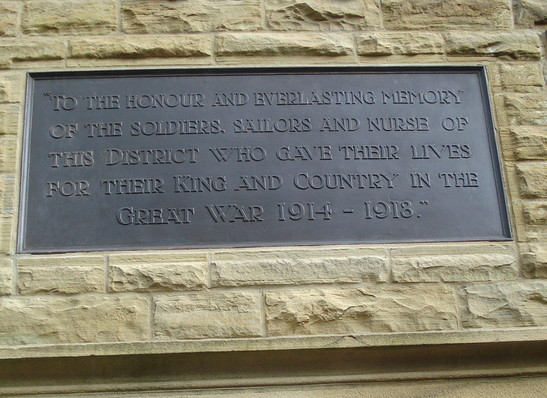 "TO THE HONOUR AND EVERLASTING MEMORY
OF THE SOLDIERS, SAILORS AND NURSE OF
THIS DISTRICT WHO GAVE THEIR LIVES
FOR THEIR KING AND COUNTRY IN THE
GREAT WAR 1914 – 1918."